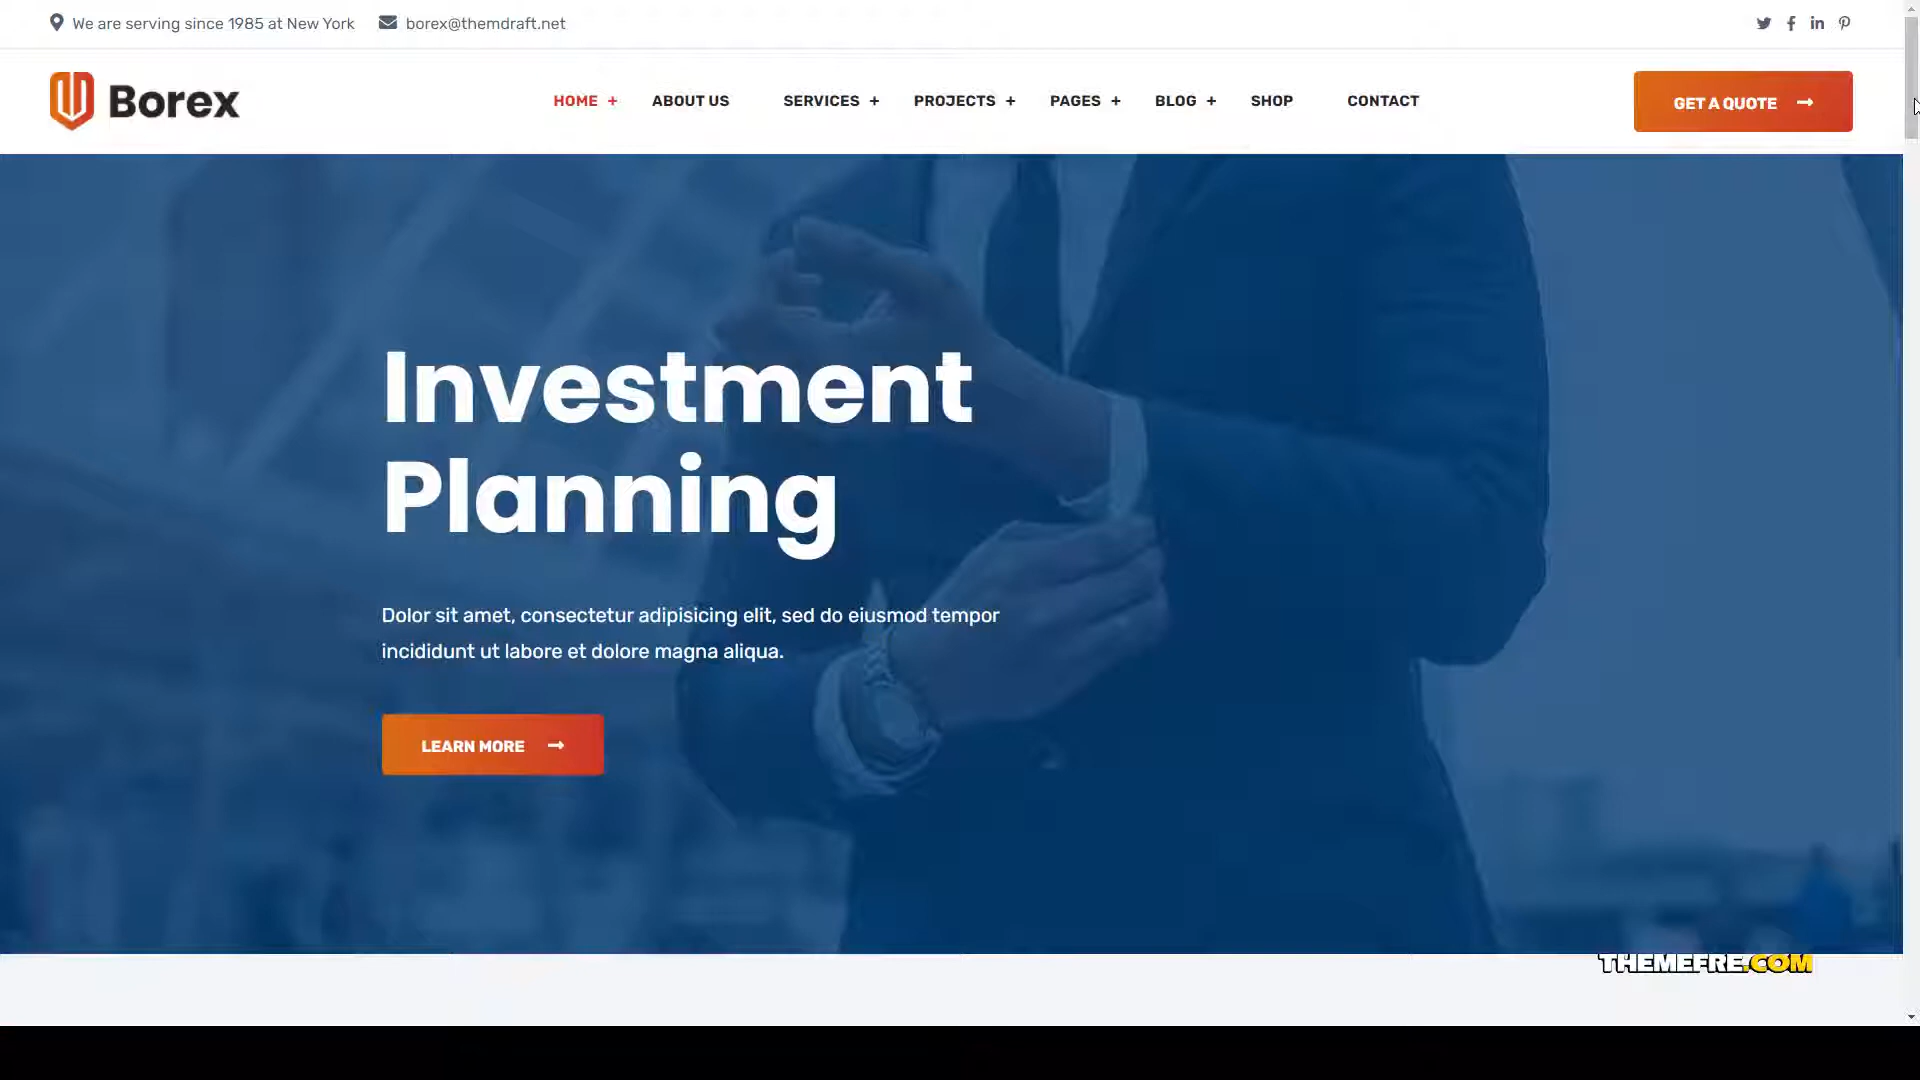 We are serving since 1985 at New York
borex@themdraft.net
Borex
HOME +
ABOUT US
SERVICES +
PROJECTS +
PAGES +
BLOG +
SHOP
CONTACT
GET A QUOTE
Investment
Planning
Dolor sit amet, consectetur adipisicing elit, sed do eiusmod tempor
incididunt ut labore et dolore magna aliqua.
LEARN MORE
THEMEFRE.COM